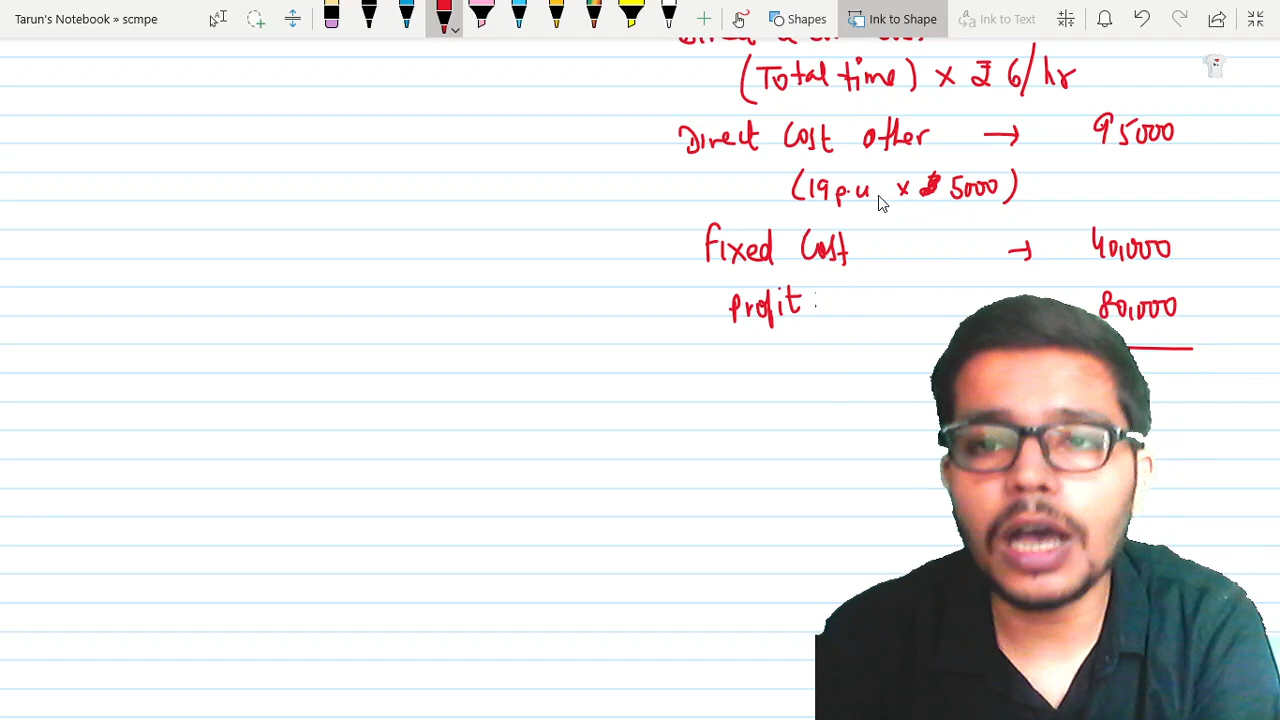 Tarun's Notebook » scmpe
Shapes
Ink to Shape
Ink to Text
(Total time) × ₹ 6/hr
Direct Cost other → 95000
(19 p.u × 5000)
Fixed Cost → 40,000
Profit : 80,000